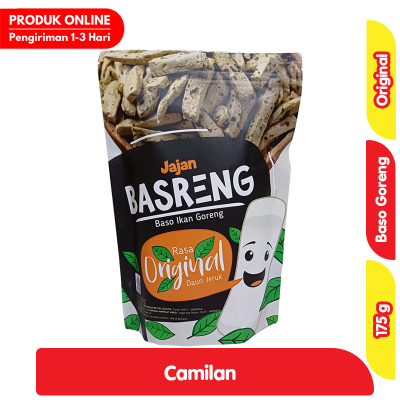 PRODUK ONLINE
Pengiriman 1-3 Hari
Jajan
BASRENG
Baso Ikan Goreng
Rasa
Original
Daun Jeruk
Original
Baso Goreng
175 g
Camilan